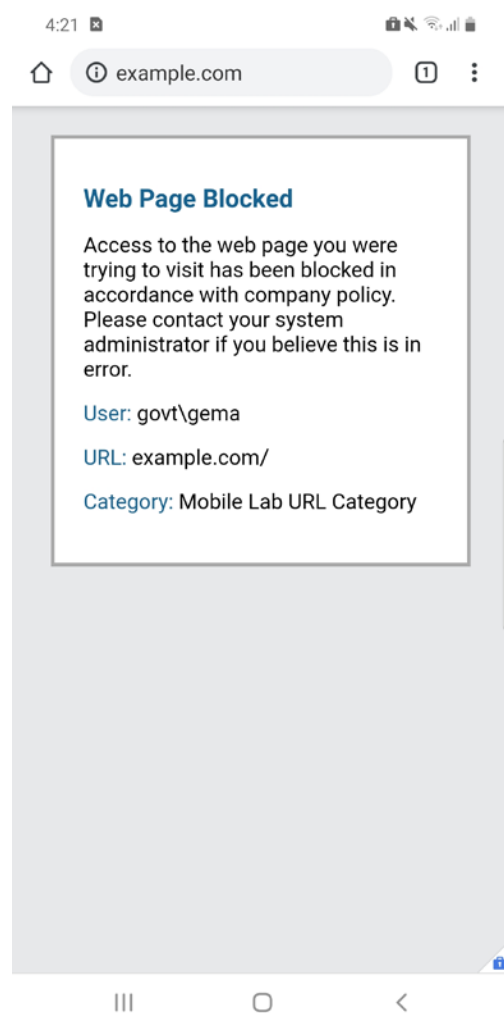 4:21
example.com
1
Web Page Blocked
Access to the web page you were
trying to visit has been blocked in
accordance with company policy.
Please contact your system
administrator if you believe this is in
error.
User: govt\gema
URL: example.com/
Category: Mobile Lab URL Category